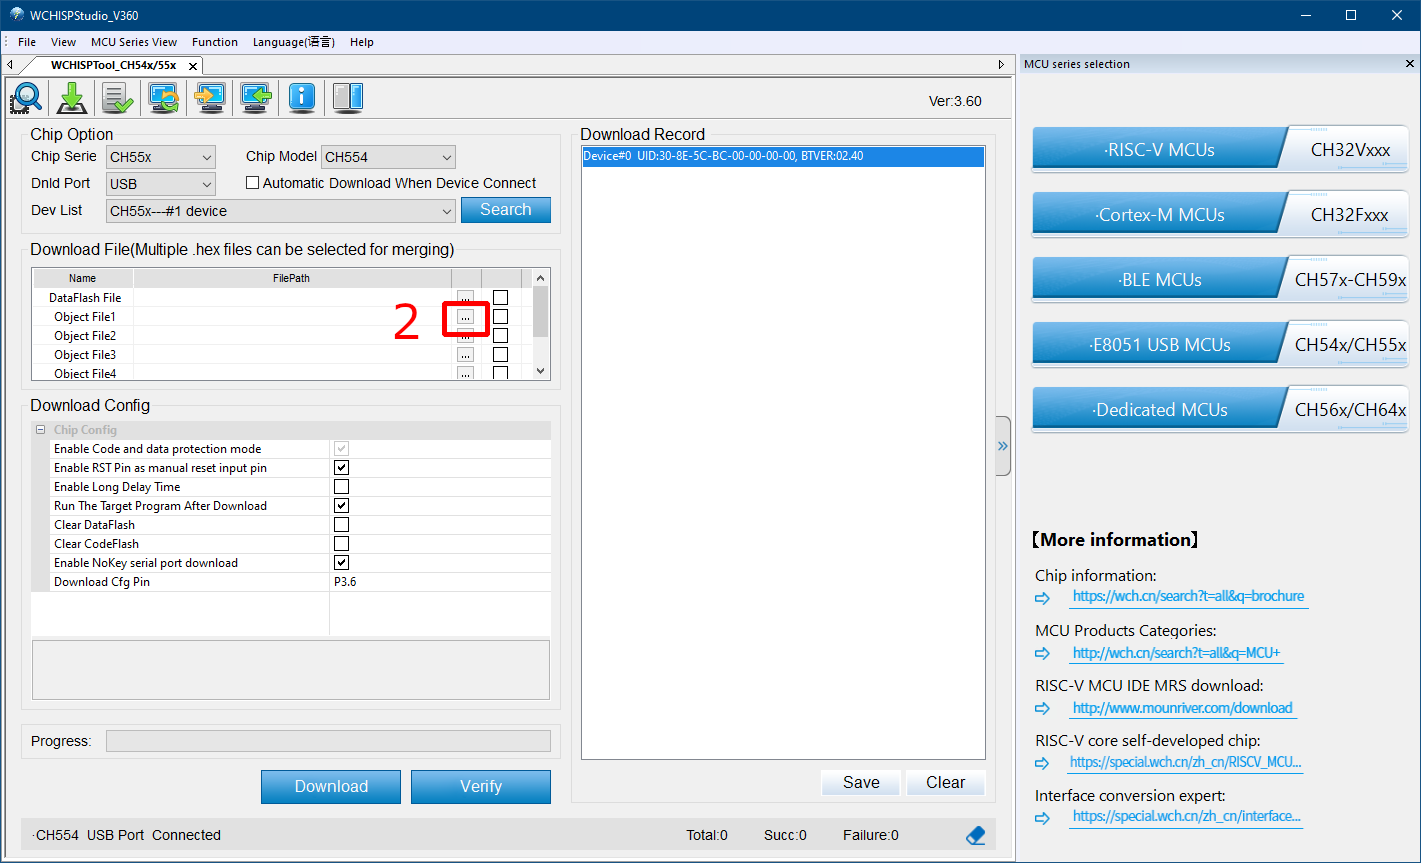 WCHISPStudio_V360
File View MCU Series View Function Language(语言) Help
WCHISPTool_CH54x/55x
MCU series selection
Ver:3.60
Chip Option
Chip Serie CH55x Chip Model CH554
Dnld Port USB Automatic Download When Device Connect
Dev List CH55x---#1 device Search
Download File(Multiple .hex files can be selected for merging)
Name FilePath
DataFlash File ...
Object File1 ...
2
Object File2 ...
Object File3 ...
Object File4 ...
Download Config
Chip Config
Enable Code and data protection mode
Enable RST Pin as manual reset input pin
Enable Long Delay Time
Run The Target Program After Download
Clear DataFlash
Clear CodeFlash
Enable NoKey serial port download
Download Cfg Pin P3.6
Progress:
Download Verify
Download Record
Device#0 UID:30-8E-5C-BC-00-00-00-00, BTVER:02.40
Save Clear
·CH554 USB Port Connected Total:0 Succ:0 Failure:0
·RISC-V MCUs CH32Vxxx
·Cortex-M MCUs CH32Fxxx
·BLE MCUs CH57x-CH59x
·E8051 USB MCUs CH54x/CH55x
·Dedicated MCUs CH56x/CH64x
【More information】
Chip information:
https://wch.cn/search?t=all&q=brochure
MCU Products Categories:
http://wch.cn/search?t=all&q=MCU+
RISC-V MCU IDE MRS download:
http://www.mounriver.com/download
RISC-V core self-developed chip:
https://special.wch.cn/zh_cn/RISCV_MCU...
Interface conversion expert:
https://special.wch.cn/zh_cn/interface...